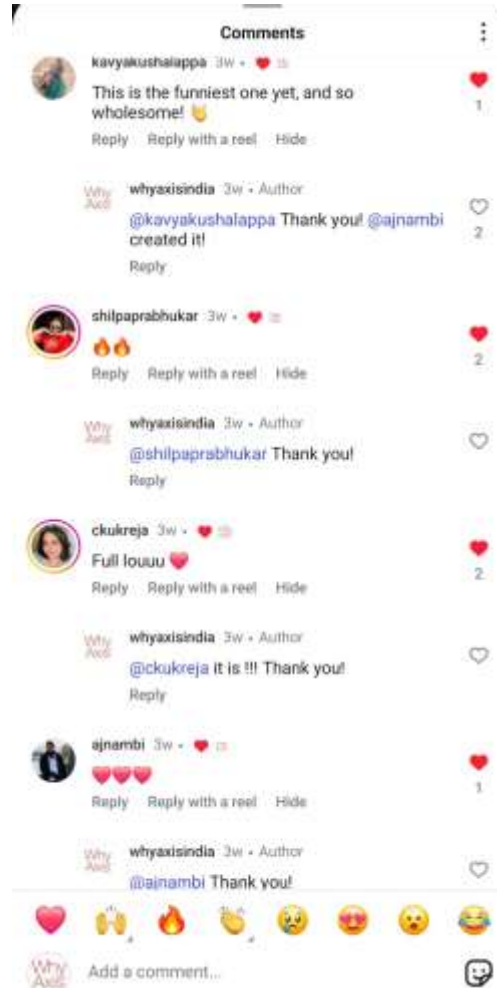 Comments
kavyakushalappa 3w •
This is the funniest one yet, and so
wholesome! 👏
Reply Reply with a reel Hide
1
whyaxisindia 3w • Author
@kavyakushalappa Thank you! @ajnambi
created it!
2
Reply
shilpaprabhukar 3w •
🔥🔥
Reply Reply with a reel Hide
2
whyaxisindia 3w • Author
@shilpaprabhukar Thank you!
Reply
ckukreja 3w •
Full louuu 💗
Reply Reply with a reel Hide
2
whyaxisindia 3w • Author
@ckukreja it is !!! Thank you!
Reply
ajnambi 3w •
💗💗💗
Reply Reply with a reel Hide
1
whyaxisindia 3w • Author
@ajnambi Thank you!
Why
Axis
Add a comment...